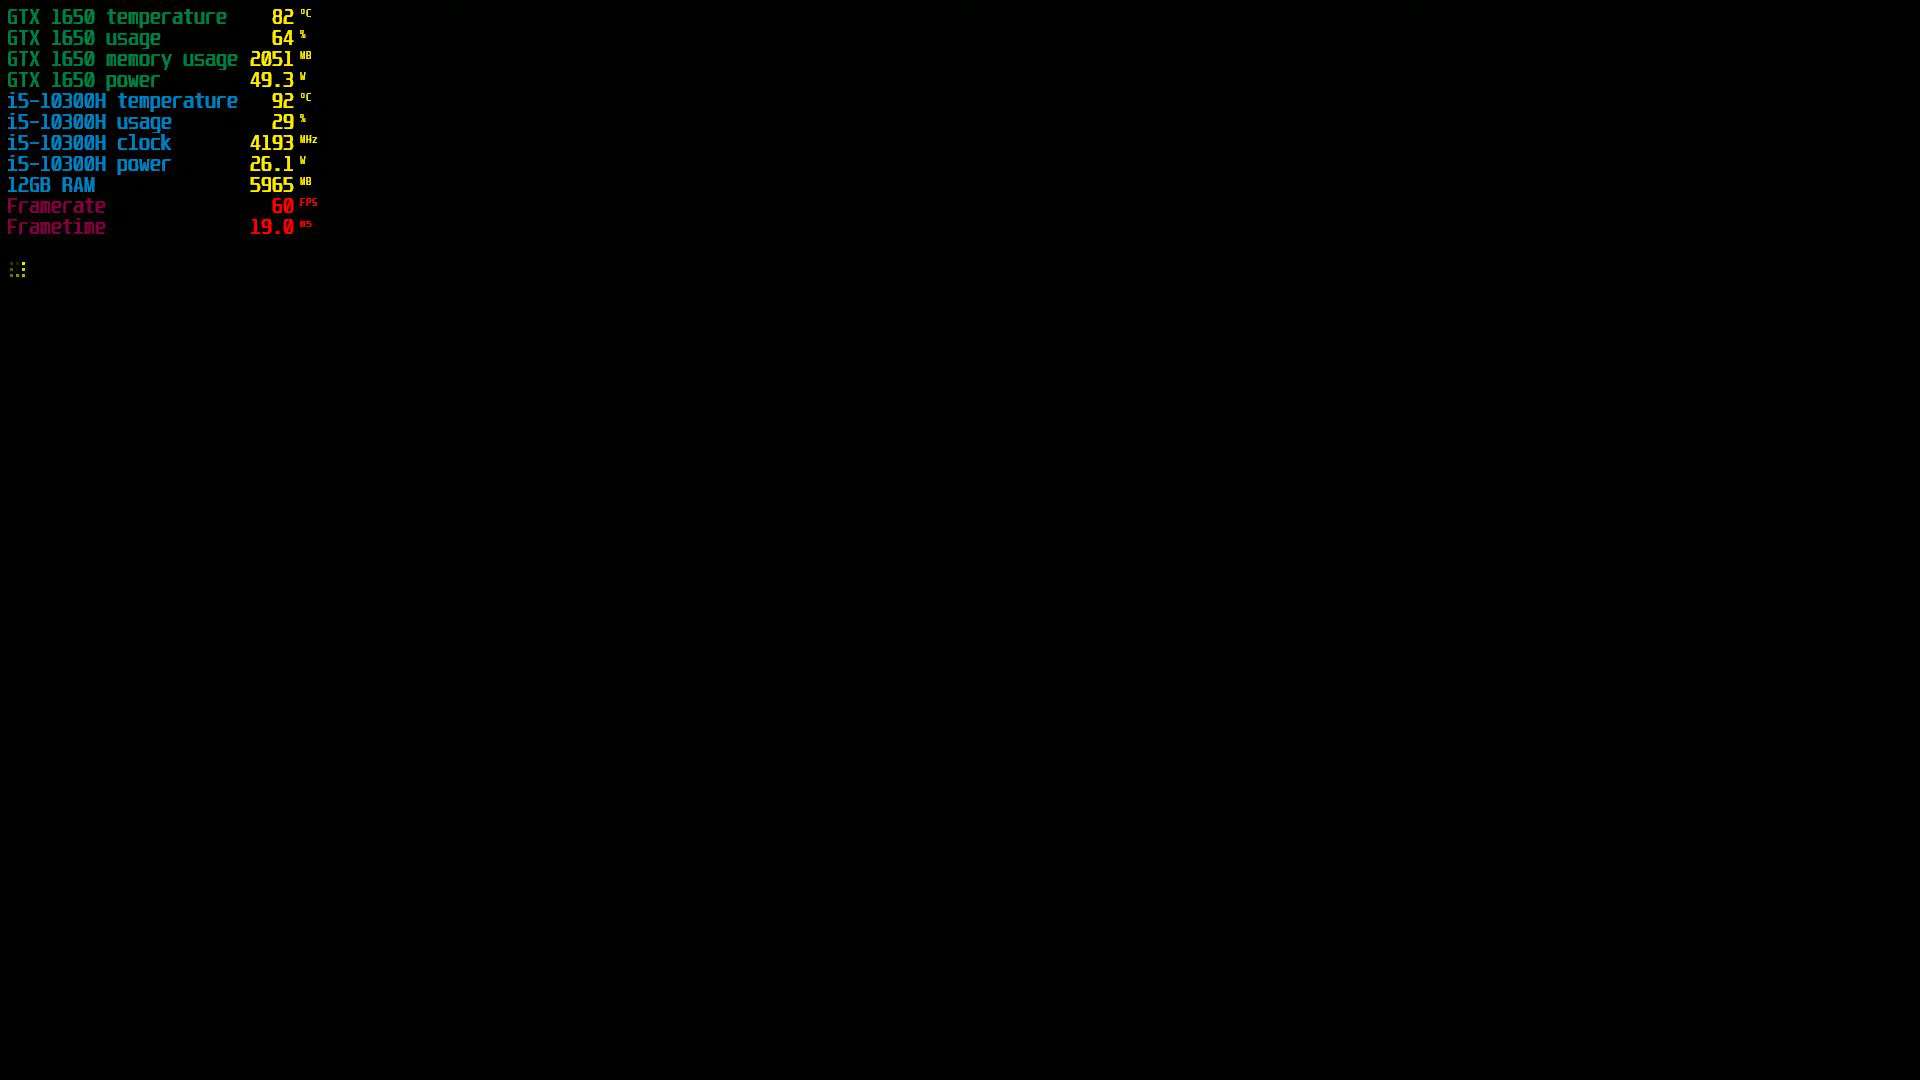 GTX 1650 temperature 82 °C
GTX 1650 usage 64 %
GTX 1650 memory usage 2051 MB
GTX 1650 power 49.3 W
i5-10300H temperature 92 °C
i5-10300H usage 29 %
i5-10300H clock 4193 MHz
i5-10300H power 26.1 W
12GB RAM 5965 MB
Framerate 60 FPS
Frametime 19.0 ms